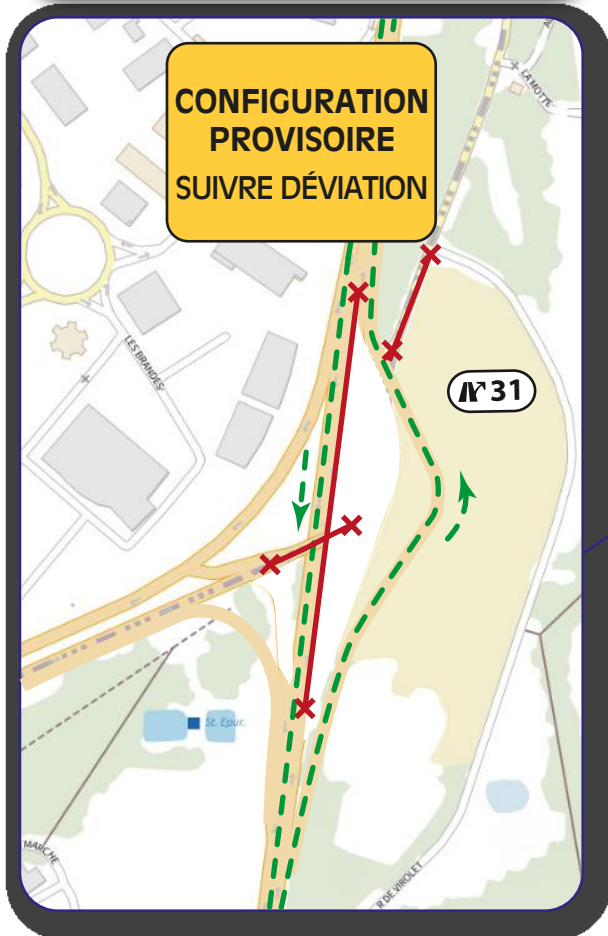 CONFIGURATION
PROVISOIRE
SUIVRE DÉVIATION
LA MOTTE
LES BRANDES
31
St. Epur.
MARCHE
R DE VIROLET